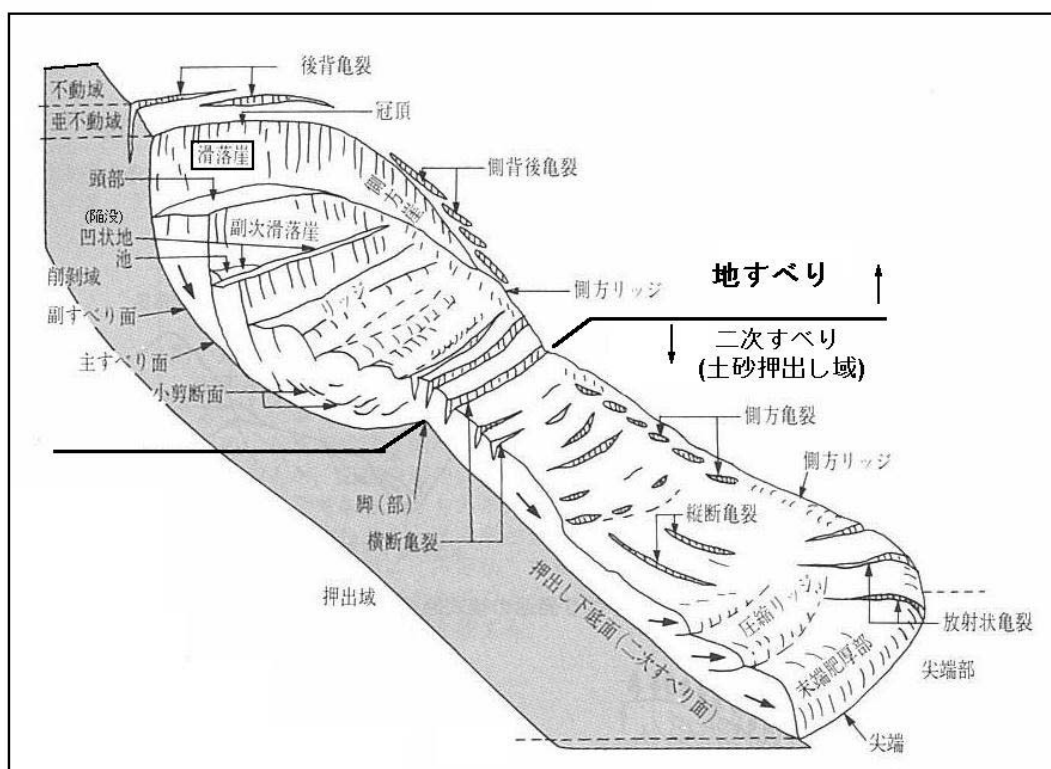 後背亀裂
不動域
亜不動域
冠頂
滑落崖
側背後亀裂
頭部
側方崖
(陥没)
凹状地
副次滑落崖
池
削剝域
地すべり
側方リッジ
リッジ
副すべり面
二次すべり
(土砂押出し域)
主すべり面
小剪断面
側方亀裂
側方リッジ
脚(部)
縦断亀裂
横断亀裂
押出域
押出し下底面(二次すべり面)
圧縮リッジ
放射状亀裂
末端肥厚部
尖端部
尖端